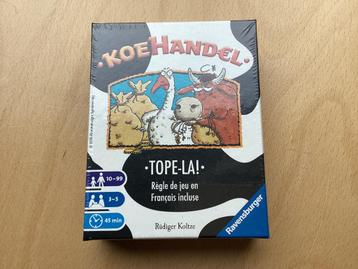 ·KOEHANDEL·
·TOPE-LA!·
Règle de jeu en
Français incluse
10-99
3-5
45 min
Rüdiger Koltze
Ravensburger